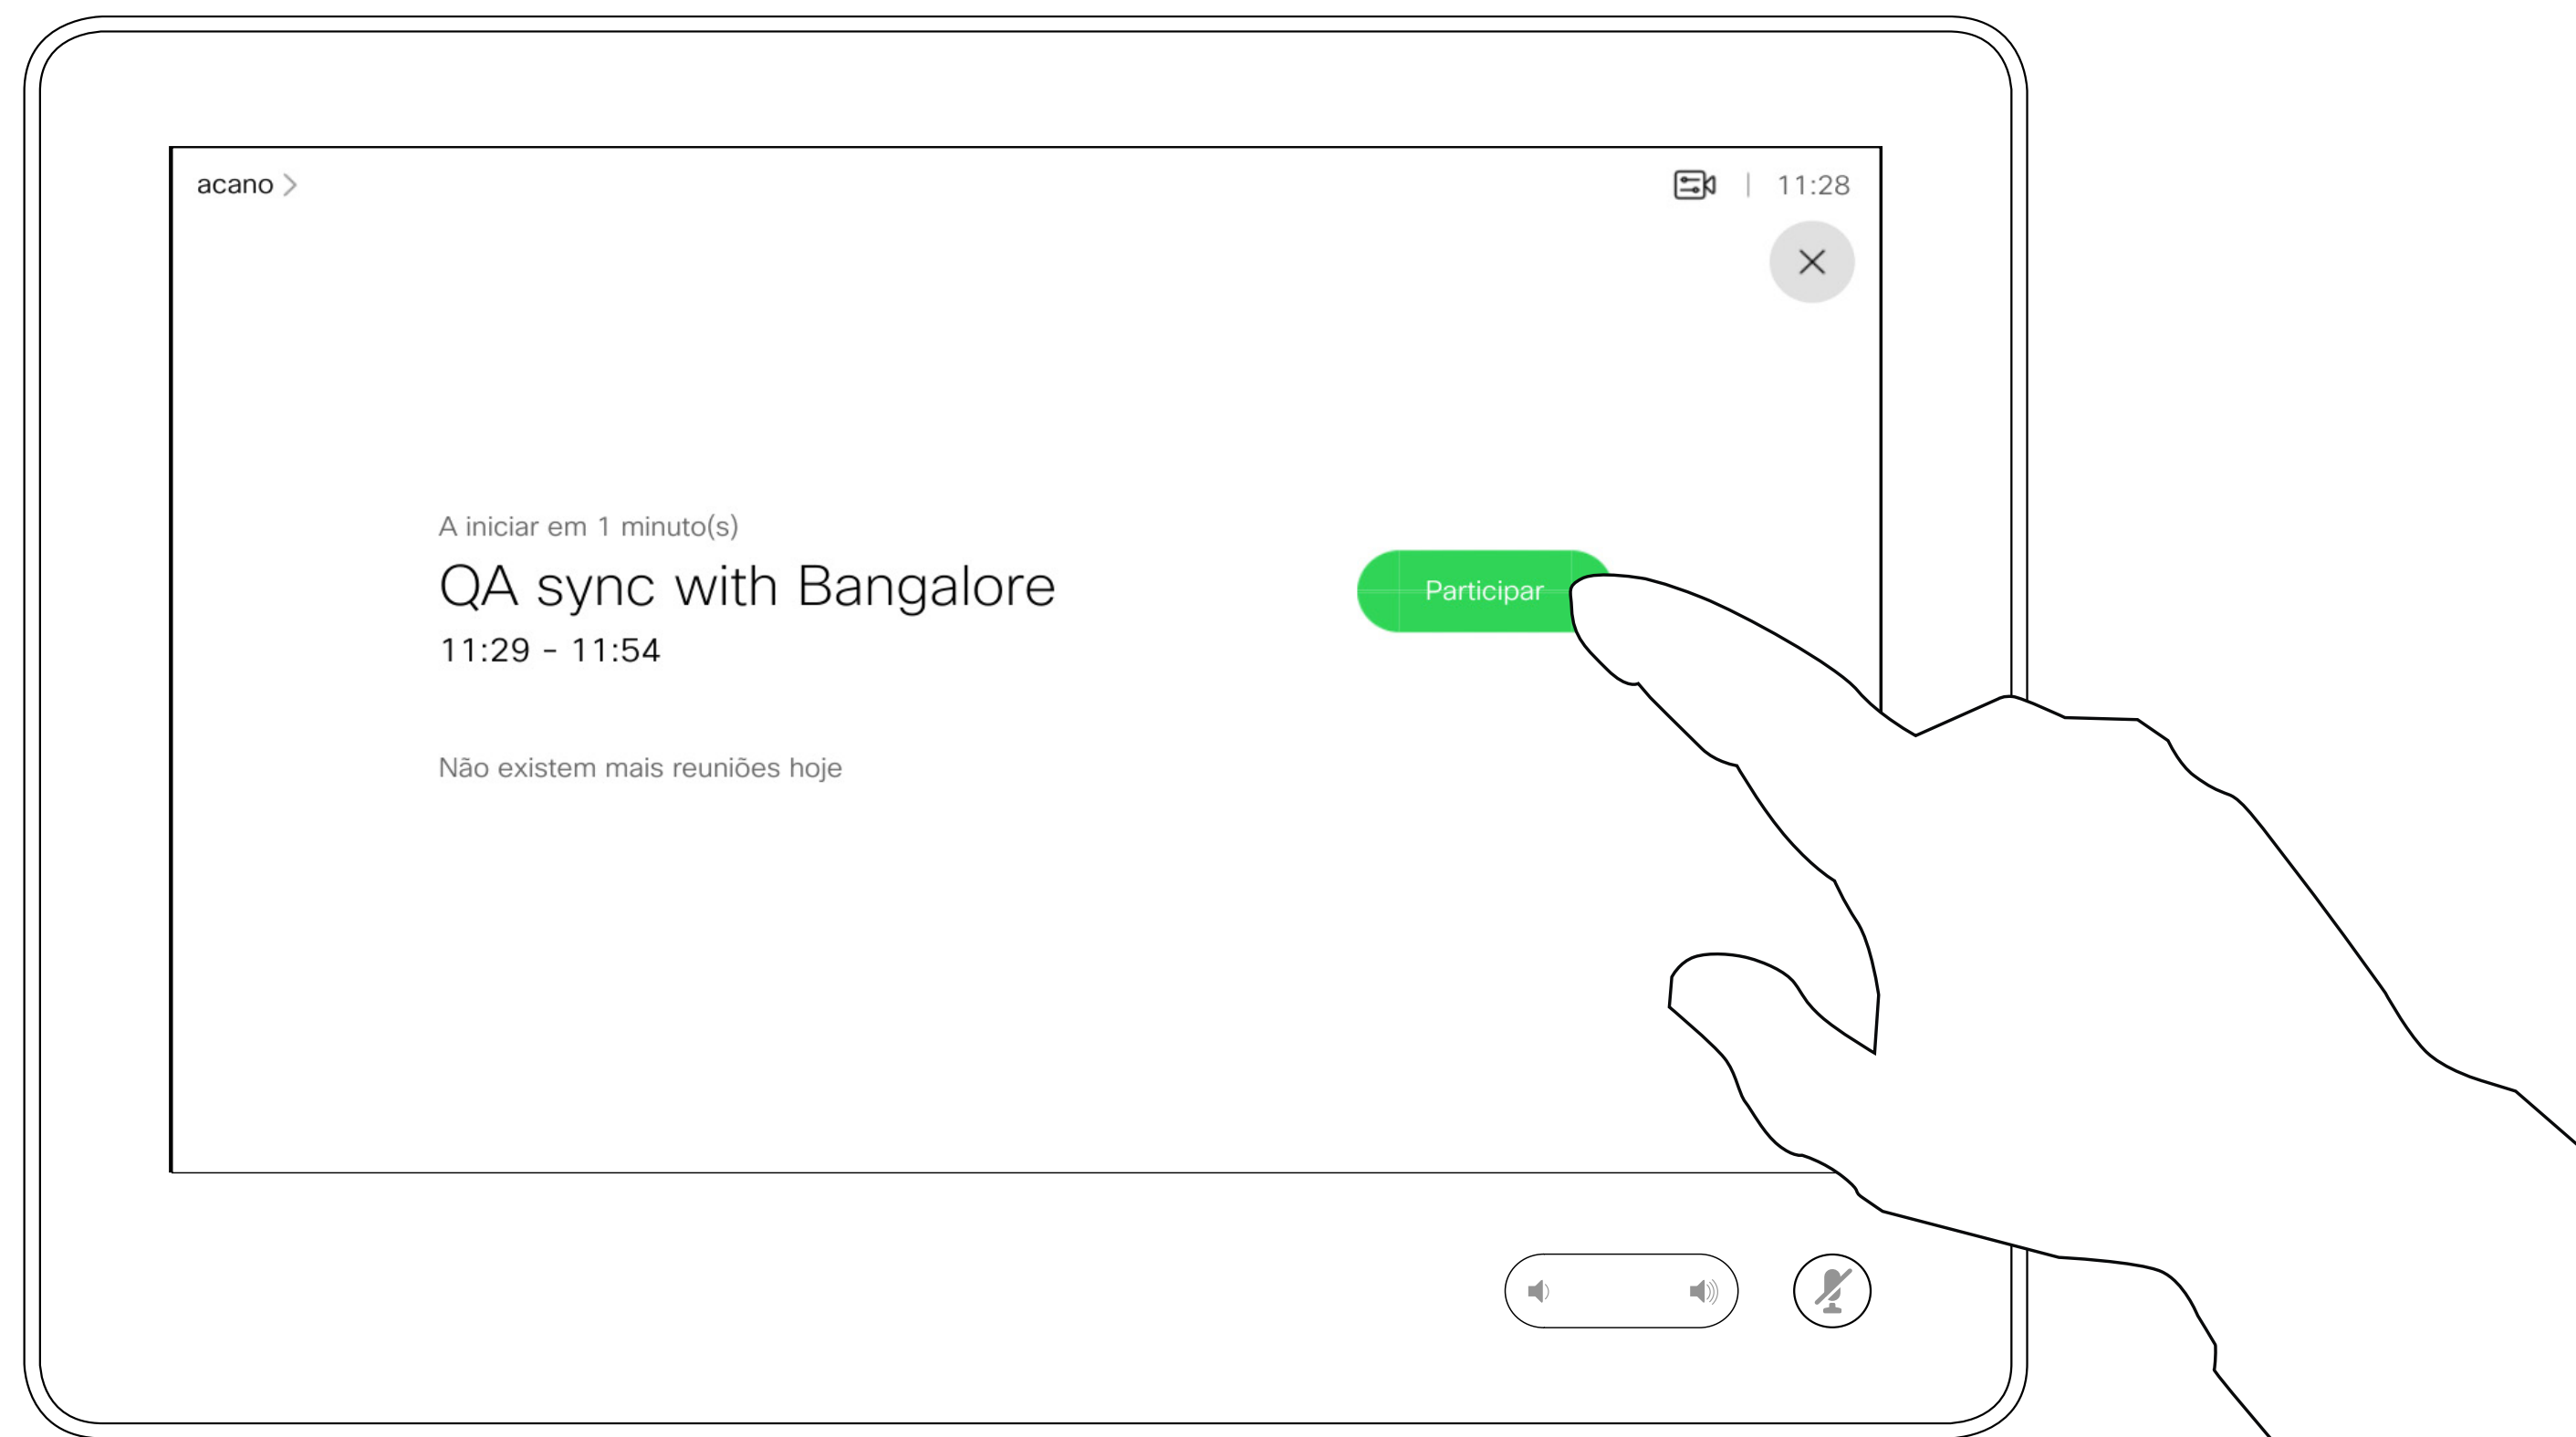 acano
11:28
A iniciar em 1 minuto(s)
QA sync with Bangalore
Participar
11:29 - 11:54
Não existem mais reuniões hoje